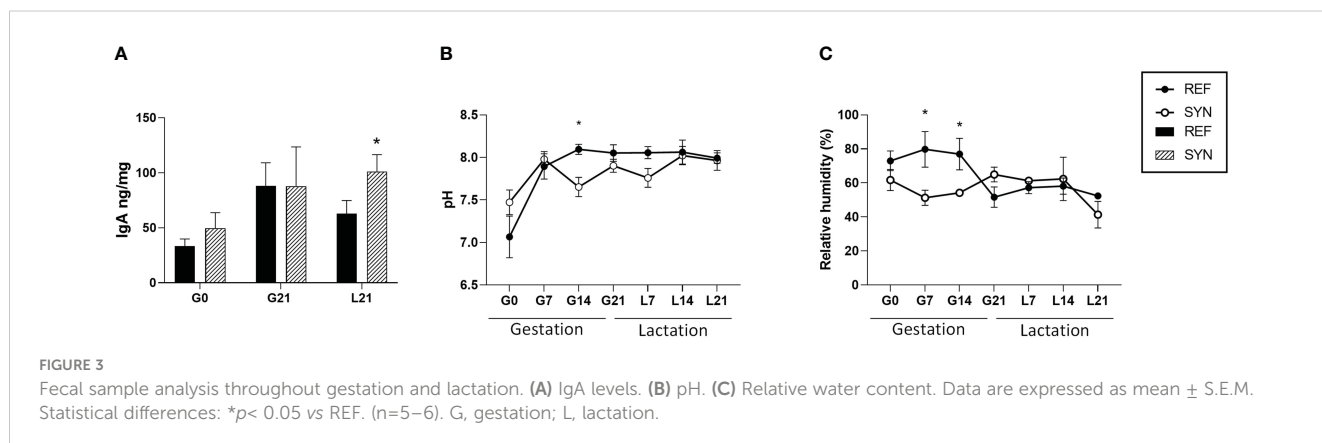 A
B
C
REF
SYN
REF
SYN
150
100
50
0
IgA ng/mg
*
G0 G21 L21
8.5
8.0
7.5
7.0
6.5
pH
*
G0 G7 G14 G21 L7 L14 L21
Gestation Lactation
100
80
60
40
20
0
Relative humidity (%)
* *
G0 G7 G14 G21 L7 L14 L21
Gestation Lactation
FIGURE 3
Fecal sample analysis throughout gestation and lactation. (A) IgA levels. (B) pH. (C) Relative water content. Data are expressed as mean ± S.E.M.
Statistical differences: *p< 0.05 vs REF. (n=5–6). G, gestation; L, lactation.